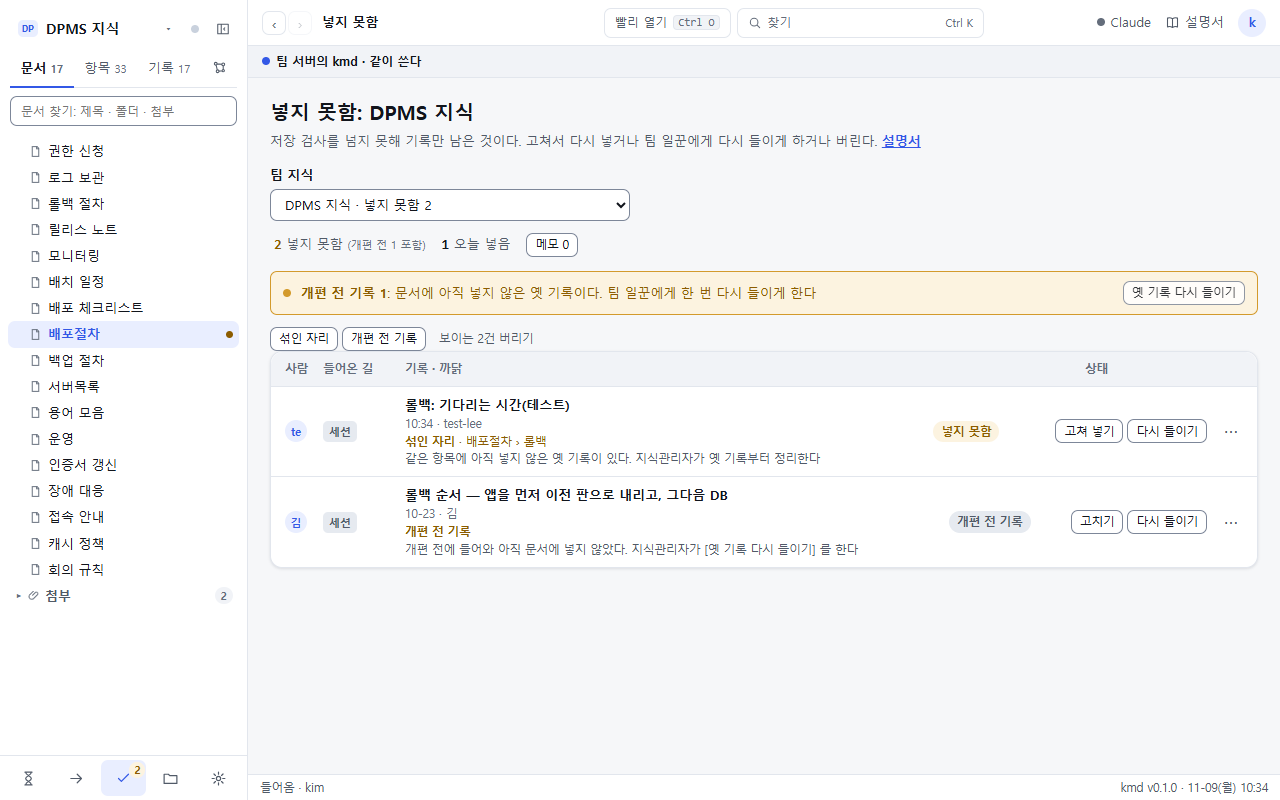 DP DPMS 지식
문서 17 항목 33 기록 17
문서 찾기: 제목 · 폴더 · 첨부
권한 신청
로그 보관
롤백 절차
릴리스 노트
모니터링
배치 일정
배포 체크리스트
배포절차
백업 절차
서버목록
용어 모음
운영
인증서 갱신
장애 대응
접속 안내
캐시 정책
회의 규칙
첨부 2
2
넣지 못함
빨리 열기 Ctrl O
찾기 Ctrl K
Claude 설명서 k
팀 서버의 kmd · 같이 쓴다
넣지 못함: DPMS 지식
저장 검사를 넘지 못해 기록만 남은 것이다. 고쳐서 다시 넣거나 팀 일꾼에게 다시 들이게 하거나 버린다. 설명서
팀 지식
DPMS 지식 · 넣지 못함 2
2 넣지 못함 (개편 전 1 포함) 1 오늘 넣음 메모 0
개편 전 기록 1: 문서에 아직 넣지 않은 옛 기록이다. 팀 일꾼에게 한 번 다시 들이게 한다 옛 기록 다시 들이기
섞인 자리 개편 전 기록 보이는 2건 버리기
사람 들어온 길 기록 · 까닭 상태
롤백: 기다리는 시간(테스트)
10:34 · test-lee
te 세션 섞인 자리 · 배포절차 › 롤백 넣지 못함 고쳐 넣기 다시 들이기 ···
같은 항목에 아직 넣지 않은 옛 기록이 있다. 지식관리자가 옛 기록부터 정리한다
롤백 순서 — 앱을 먼저 이전 판으로 내리고, 그다음 DB
10-23 · 김
김 세션 개편 전 기록 개편 전 기록 고치기 다시 들이기 ···
개편 전에 들어와 아직 문서에 넣지 않았다. 지식관리자가 [옛 기록 다시 들이기] 를 한다
들어옴 · kim
kmd v0.1.0 · 11-09(월) 10:34